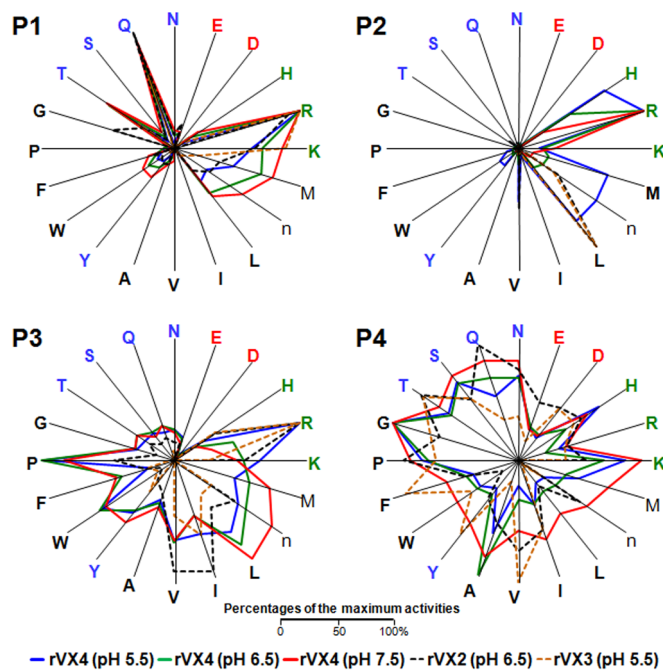 P1
N
E
D
H
R
K
M
n
L
I
V
A
Y
W
F
P
G
T
S
Q
P2
N
E
D
H
R
K
M
n
L
I
V
A
Y
W
F
P
G
T
S
Q
P3
N
E
D
H
R
K
M
n
L
I
V
A
Y
W
F
P
G
T
S
Q
P4
N
E
D
H
R
K
M
n
L
I
V
A
Y
W
F
P
G
T
S
Q
Percentages of the maximum activities
0 50 100%
rVX4 (pH 5.5) rVX4 (pH 6.5) rVX4 (pH 7.5) rVX2 (pH 6.5) rVX3 (pH 5.5)